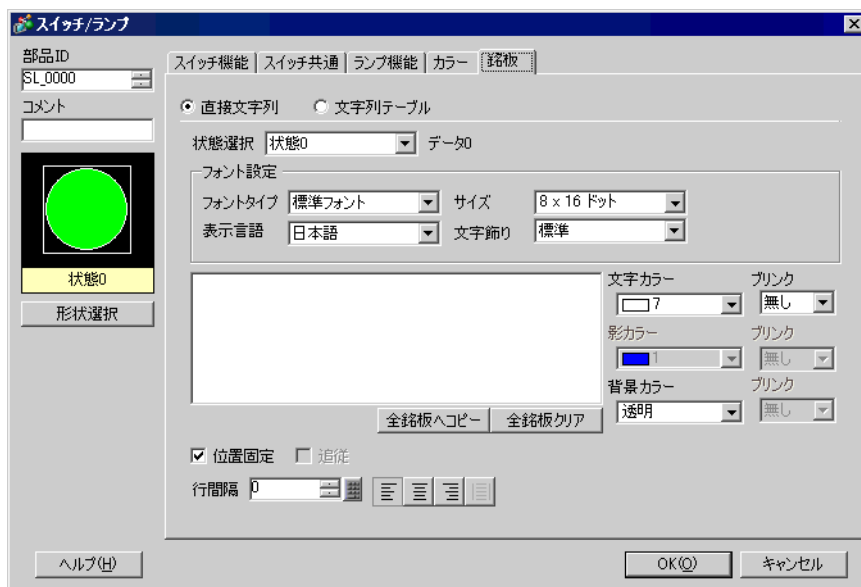 スイッチ/ランプ
部品ID
SL_0000
コメント
状態0
形状選択
スイッチ機能 スイッチ共通 ランプ機能 カラー 銘板
直接文字列 文字列テーブル
状態選択 状態0 データ0
フォント設定
フォントタイプ 標準フォント サイズ 8 x 16 ドット
表示言語 日本語 文字飾り 標準
文字カラー ブリンク
7 無し
影カラー ブリンク
1 無し
背景カラー ブリンク
透明 無し
全銘板へコピー 全銘板クリア
位置固定 追従
行間隔 0
ヘルプ(H) OK(O) キャンセル